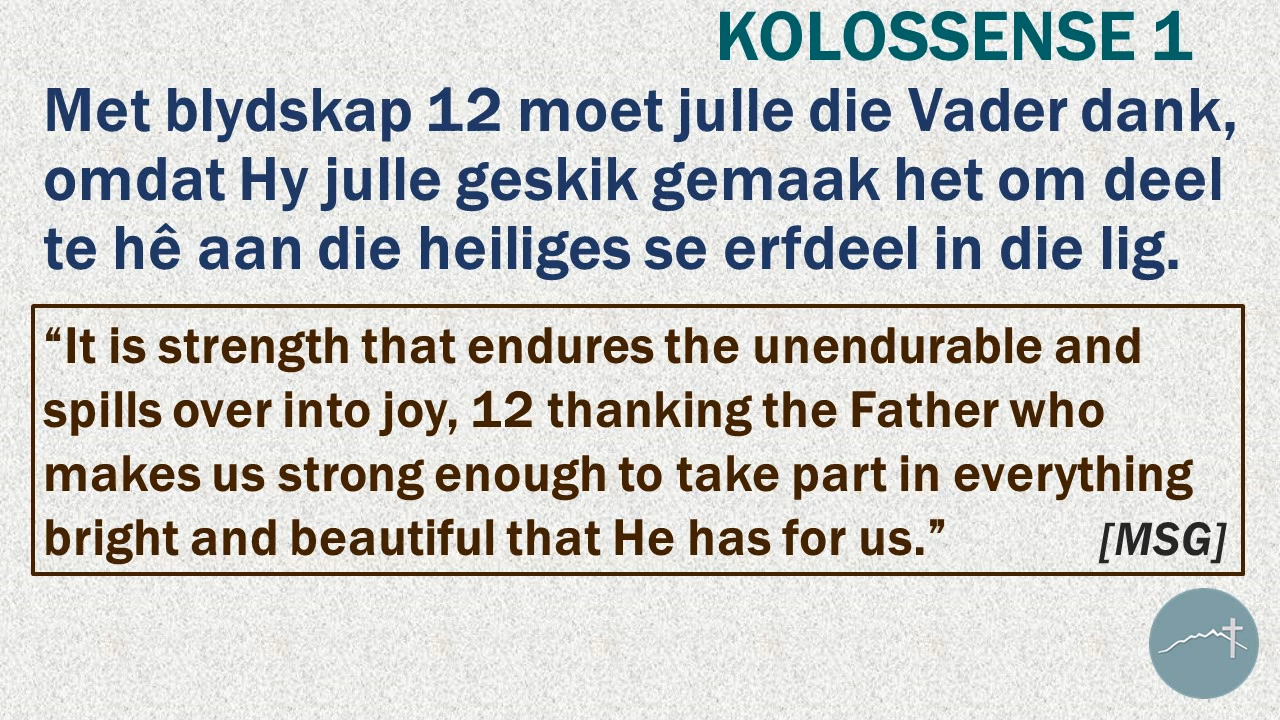 KOLOSSENSE 1
Met blydskap 12 moet julle die Vader dank,
omdat Hy julle geskik gemaak het om deel
te hê aan die heiliges se erfdeel in die lig.
“It is strength that endures the unendurable and
spills over into joy, 12 thanking the Father who
makes us strong enough to take part in everything
bright and beautiful that He has for us.” [MSG]